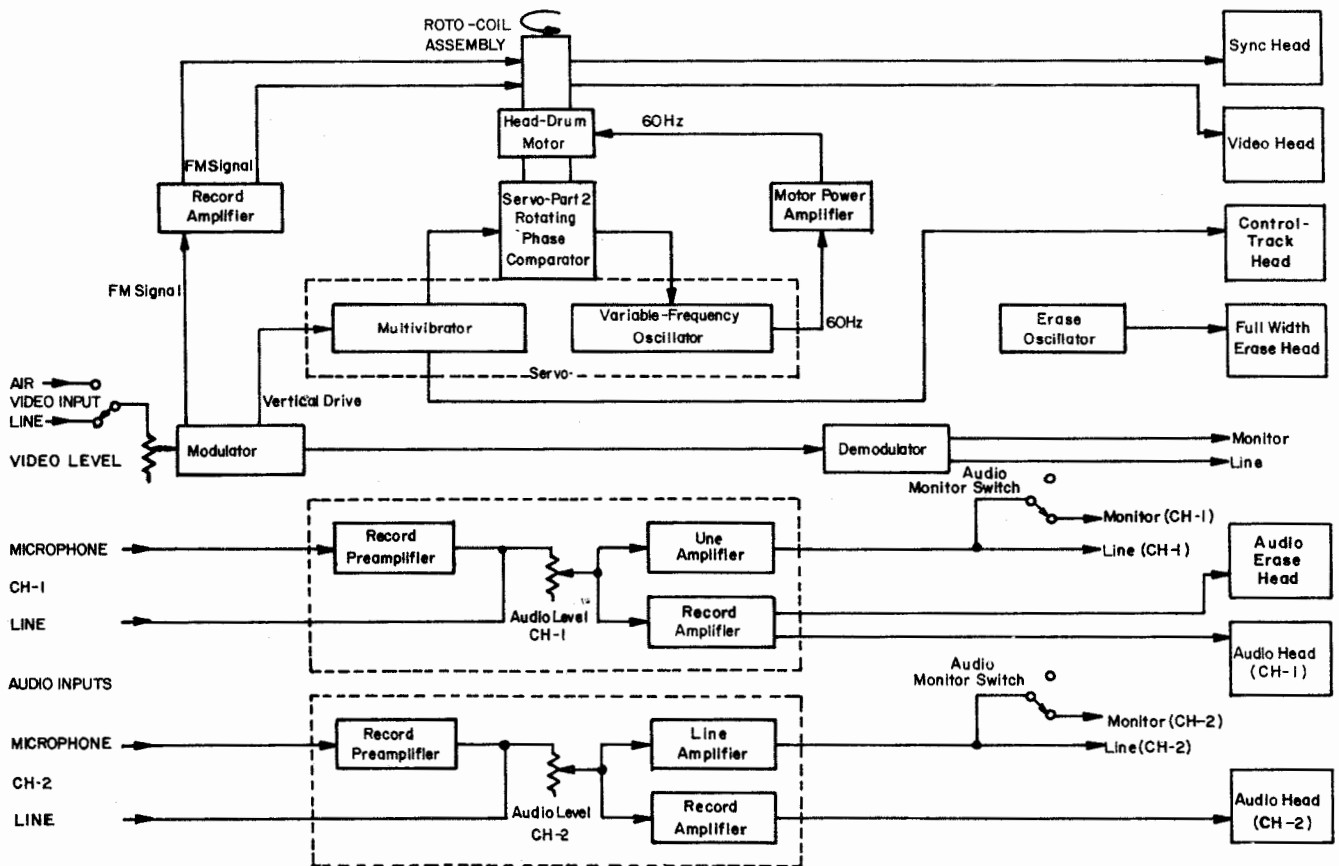 ROTO-COIL
ASSEMBLY
Sync Head
Head-Drum
Motor
60Hz
Video Head
FM Signal
Record
Amplifier
Servo-Part 2
Rotating
Phase
Comparator
Motor Power
Amplifier
Control-
Track
Head
FM Signal
Multivibrator
Variable-Frequency
Oscillator
60Hz
Erase
Oscillator
Full Width
Erase Head
Servo
AIR
VIDEO INPUT
LINE
Vertical Drive
VIDEO LEVEL
Modulator
Demodulator
Monitor
Line
Audio
Monitor Switch
Monitor (CH-1)
MICROPHONE
Record
Preamplifier
Une
Amplifier
Line (CH-1)
Audio
Erase
Head
CH-1
LINE
Audio Level
CH-1
Record
Amplifier
Audio Head
(CH-1)
AUDIO INPUTS
Audio
Monitor Switch
Monitor (CH-2)
MICROPHONE
Record
Preamplifier
Line
Amplifier
Line (CH-2)
CH-2
LINE
Audio Level
CH-2
Record
Amplifier
Audio Head
(CH-2)